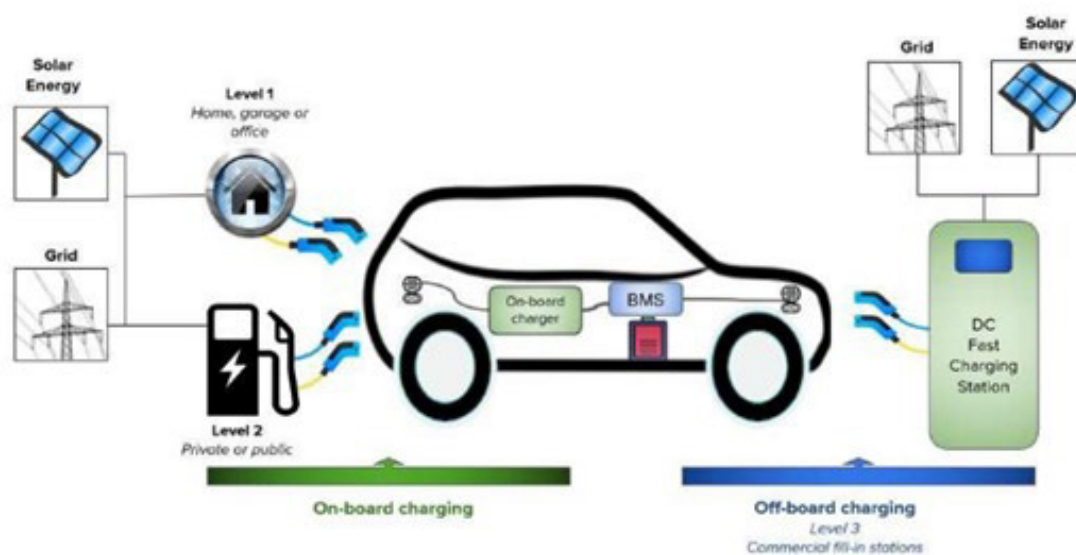 Solar
Energy
Level 1
Home, garage or
office
Grid
Level 2
Private or public
On-board
charger
BMS
Grid
Solar
Energy
DC
Fast
Charging
Station
On-board charging
Off-board charging
Level 3
Commercial fill-in stations